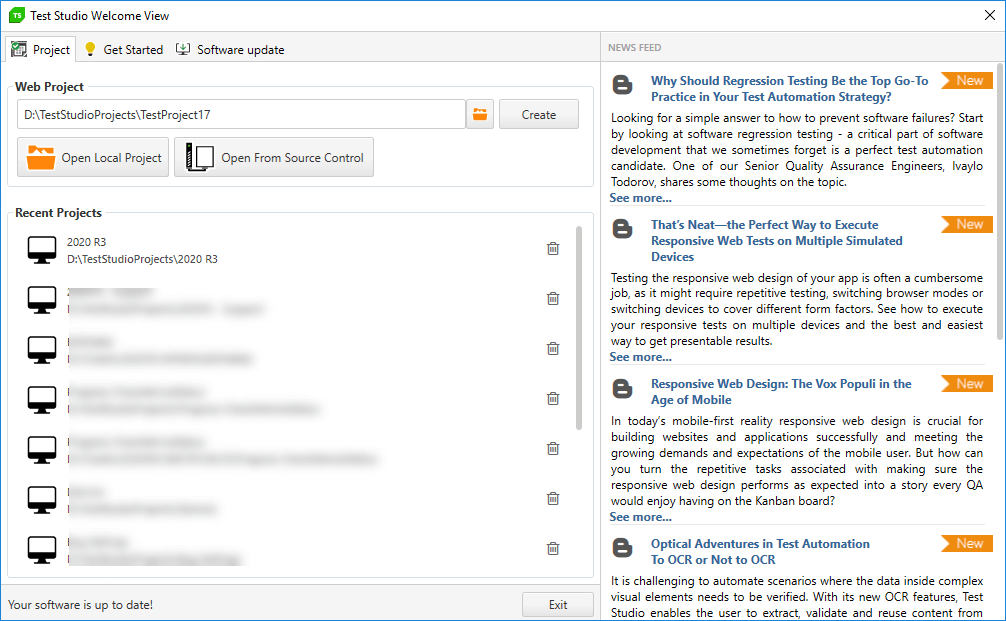 Test Studio Welcome View
Project
Get Started
Software update
Web Project
D:\TestStudioProjects\TestProject17
Create
Open Local Project
Open From Source Control
Recent Projects
2020 R3
D:\TestStudioProjects\2020 R3
Your software is up to date!
Exit
NEWS FEED
Why Should Regression Testing Be the Top Go-To
Practice in Your Test Automation Strategy?
New
Looking for a simple answer to how to prevent software failures? Start
by looking at software regression testing - a critical part of software
development that we sometimes forget is a perfect test automation
candidate. One of our Senior Quality Assurance Engineers, Ivaylo
Todorov, shares some thoughts on the topic.
See more...
That's Neat—the Perfect Way to Execute
Responsive Web Tests on Multiple Simulated
Devices
New
Testing the responsive web design of your app is often a cumbersome
job, as it might require repetitive testing, switching browser modes or
switching devices to cover different form factors. See how to execute
your responsive tests on multiple devices and the best and easiest
way to get presentable results.
See more...
Responsive Web Design: The Vox Populi in the
Age of Mobile
New
In today's mobile-first reality responsive web design is crucial for
building websites and applications successfully and meeting the
growing demands and expectations of the mobile user. But how can
you turn the repetitive tasks associated with making sure the
responsive web design performs as expected into a story every QA
would enjoy having on the Kanban board?
See more...
Optical Adventures in Test Automation
To OCR or Not to OCR
New
It is challenging to automate scenarios where the data inside complex
visual elements needs to be verified. With its new OCR features, Test
Studio enables the user to extract, validate and reuse content from